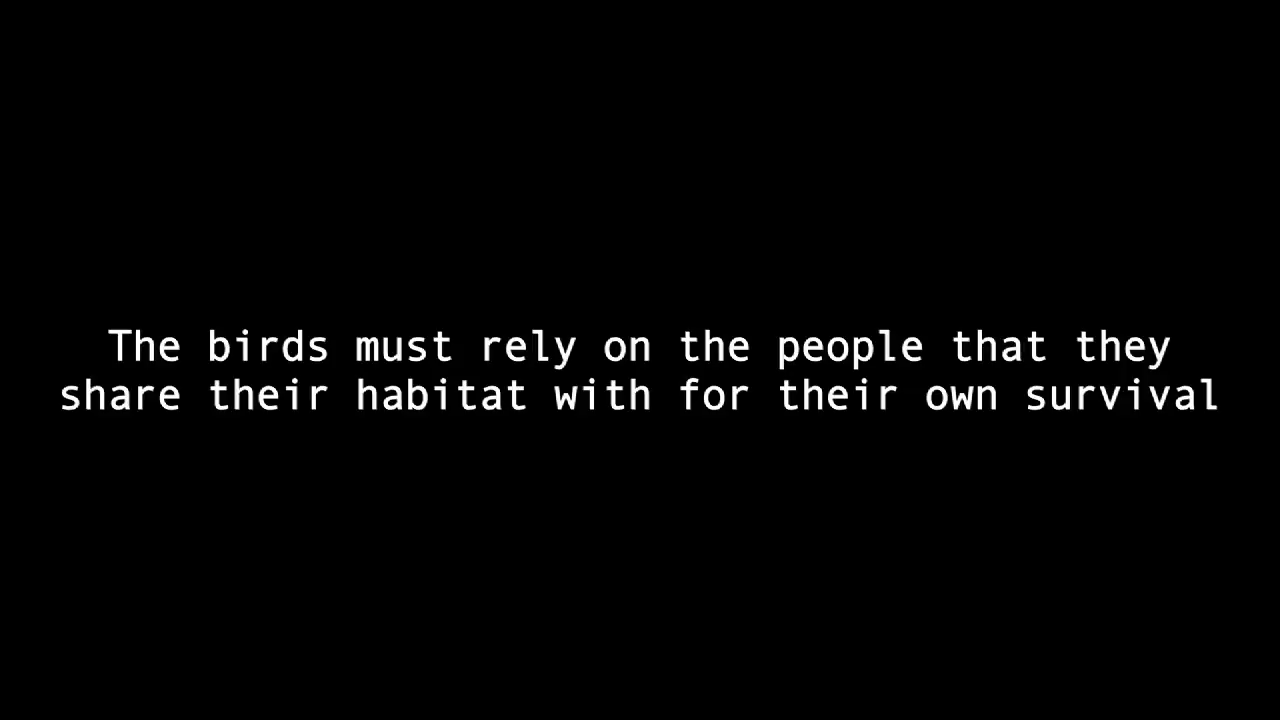 The birds must rely on the people that they
share their habitat with for their own survival